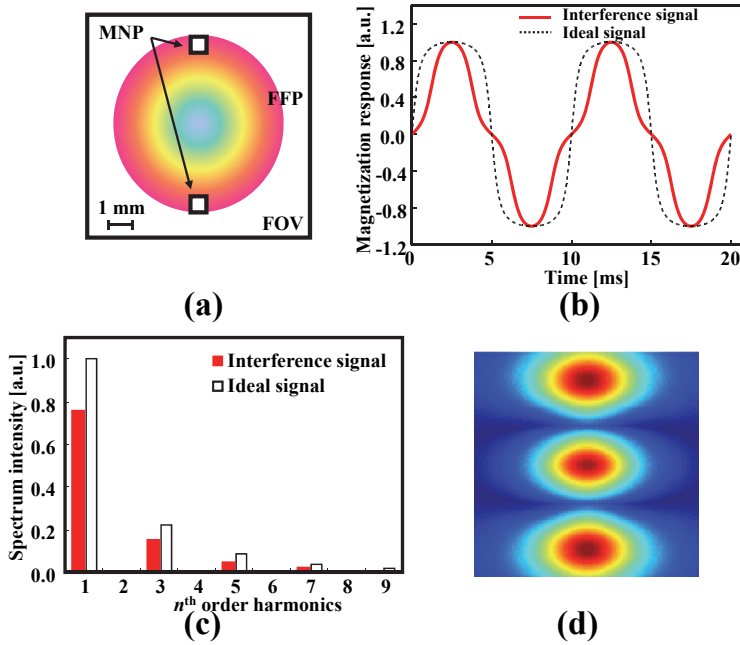 MNP
FFP
1 mm
FOV
(a)
Magnetization response [a.u.]
1.2
0.8
0.4
0.0
-0.4
-0.8
-1.2
Interference signal
Ideal signal
0
5
10
15
20
Time [ms]
(b)
Spectrum intensity [a.u.]
1.0
0.8
0.6
0.4
0.2
0.0
Interference signal
Ideal signal
1 2 3 4 5 6 7 8 9
nth order harmonics
(c)
(d)